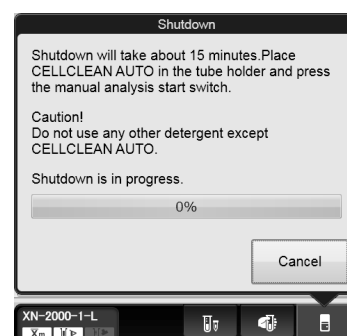 Shutdown
Shutdown will take about 15 minutes.Place
CELLCLEAN AUTO in the tube holder and press
the manual analysis start switch.
Caution!
Do not use any other detergent except
CELLCLEAN AUTO.
Shutdown is in progress.
0%
Cancel
XN-2000-1-L